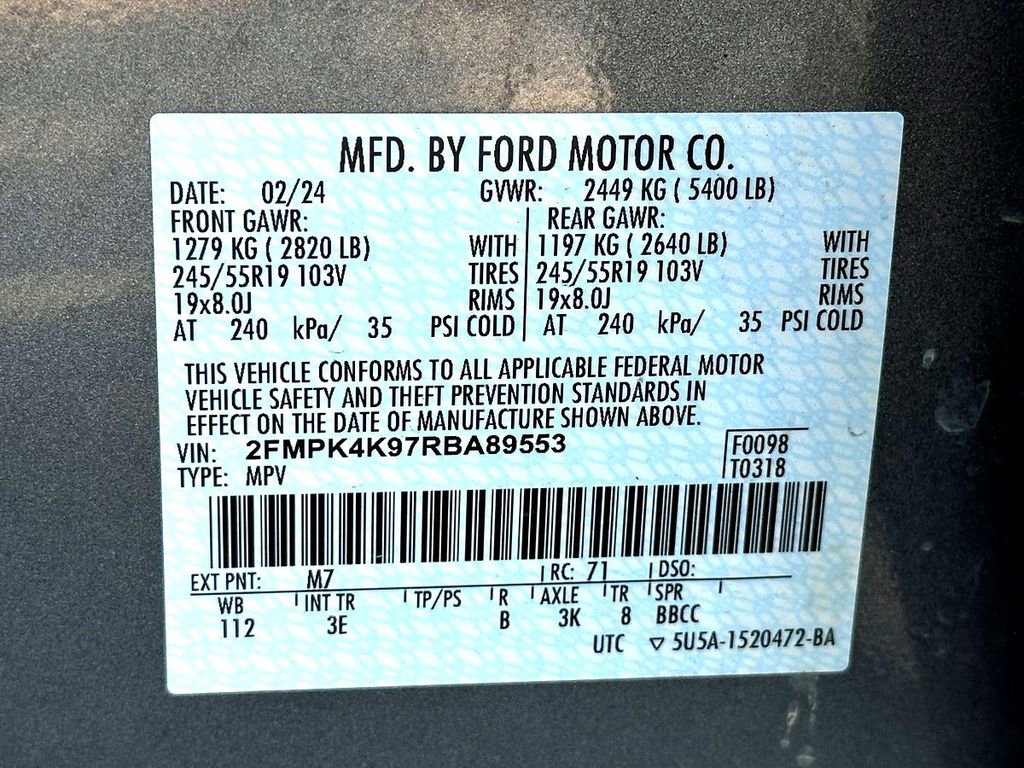 MFD. BY FORD MOTOR CO.
DATE: 02/24 GVWR: 2449 KG ( 5400 LB)
FRONT GAWR: REAR GAWR:
1279 KG ( 2820 LB) WITH 1197 KG ( 2640 LB) WITH
245/55R19 103V TIRES 245/55R19 103V TIRES
19x8.0J RIMS 19x8.0J RIMS
AT 240 kPa/ 35 PSI COLD AT 240 kPa/ 35 PSI COLD
THIS VEHICLE CONFORMS TO ALL APPLICABLE FEDERAL MOTOR
VEHICLE SAFETY AND THEFT PREVENTION STANDARDS IN
EFFECT ON THE DATE OF MANUFACTURE SHOWN ABOVE.
VIN: 2FMPK4K97RBA89553 F0098
TYPE: MPV T0318
EXT PNT: M7 RC: 71 DSO:
WB INT TR TP/PS R AXLE TR SPR
112 3E B 3K 8 BBCC
UTC ▽ 5U5A-1520472-BA